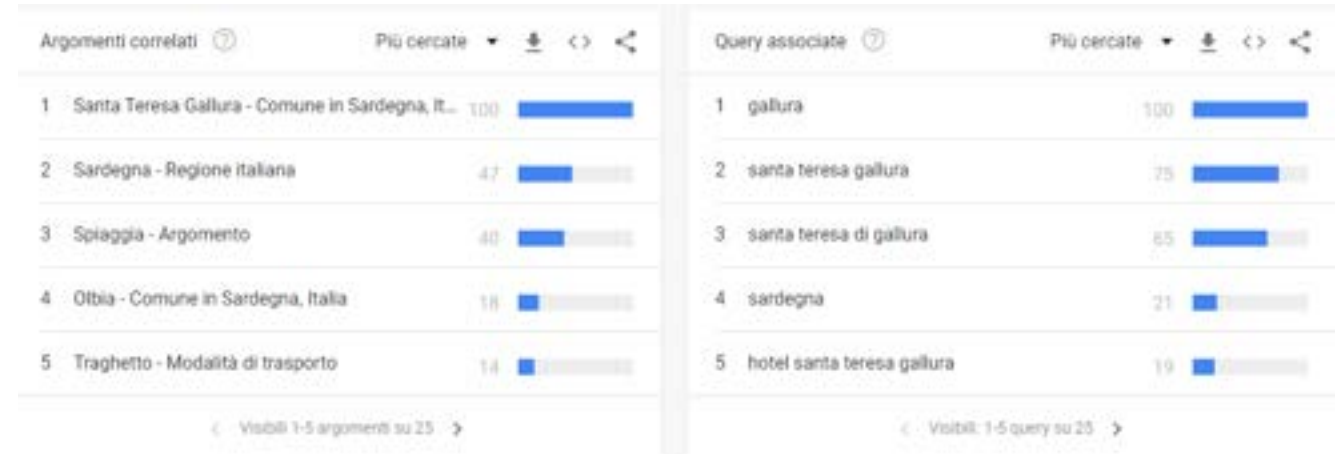 Argomenti correlati
Più cercate
1 Santa Teresa Gallura - Comune in Sardegna, It... 100
2 Sardegna - Regione italiana 47
3 Spiaggia - Argomento 40
4 Olbia - Comune in Sardegna, Italia 18
5 Traghetto - Modalità di trasporto 14
Visibili 1-5 argomenti su 25
Query associate
Più cercate
1 gallura 100
2 santa teresa gallura 75
3 santa teresa di gallura 65
4 sardegna 21
5 hotel santa teresa gallura 19
Visibili: 1-5 query su 25